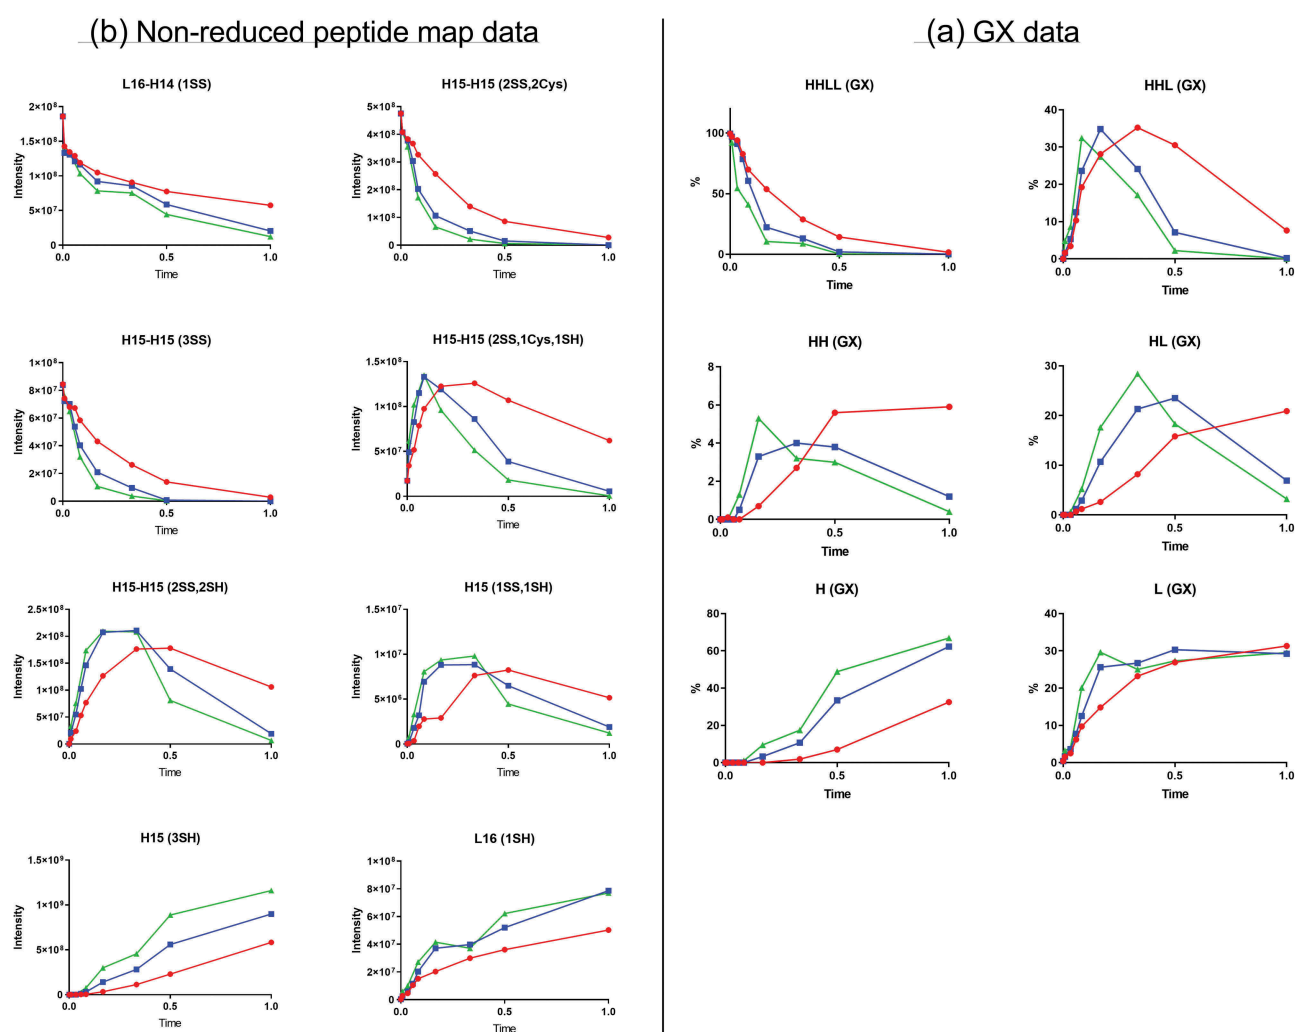 (b) Non-reduced peptide map data
L16-H14 (1SS)
2×10⁸
1.5×10⁸
1×10⁸
5×10⁷
0
Intensity
0.0 0.5 1.0
Time
H15-H15 (2SS,2Cys)
5×10⁸
4×10⁸
3×10⁸
2×10⁸
1×10⁸
0
Intensity
0.0 0.5 1.0
Time
H15-H15 (3SS)
1×10⁸
8×10⁷
6×10⁷
4×10⁷
2×10⁷
0
Intensity
0.0 0.5 1.0
Time
H15-H15 (2SS,1Cys,1SH)
1.5×10⁸
1×10⁸
5×10⁷
0
Intensity
0.0 0.5 1.0
Time
H15-H15 (2SS,2SH)
2.5×10⁸
2×10⁸
1.5×10⁸
1×10⁸
5×10⁷
0
Intensity
0.0 0.5 1.0
Time
H15 (1SS,1SH)
1.5×10⁷
1×10⁷
5×10⁶
0
Intensity
0.0 0.5 1.0
Time
H15 (3SH)
1.5×10⁹
1×10⁹
5×10⁸
0
Intensity
0.0 0.5 1.0
Time
L16 (1SH)
1×10⁸
8×10⁷
6×10⁷
4×10⁷
2×10⁷
0
Intensity
0.0 0.5 1.0
Time
(a) GX data
HHLL (GX)
100
50
0
%
0.0 0.5 1.0
Time
HHL (GX)
40
30
20
10
0
%
0.0 0.5 1.0
Time
HH (GX)
8
6
4
2
0
%
0.0 0.5 1.0
Time
HL (GX)
30
20
10
0
%
0.0 0.5 1.0
Time
H (GX)
80
60
40
20
0
%
0.0 0.5 1.0
Time
L (GX)
40
30
20
10
0
%
0.0 0.5 1.0
Time